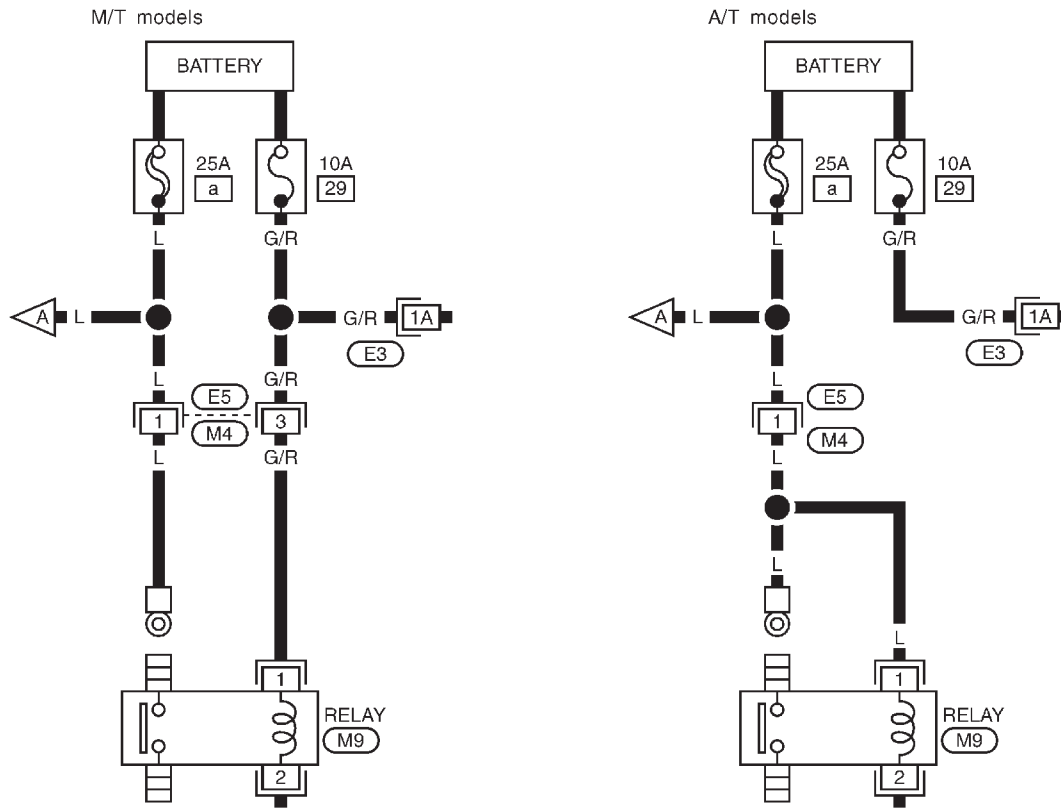 M/T models
BATTERY
25A
a
10A
29
L
G/R
A
L
G/R
1A
E3
L
G/R
E5
1
3
M4
L
G/R
1
RELAY
M9
2
A/T models
BATTERY
25A
a
10A
29
L
G/R
A
L
G/R
1A
E3
L
E5
1
M4
L
L
L
1
RELAY
M9
2